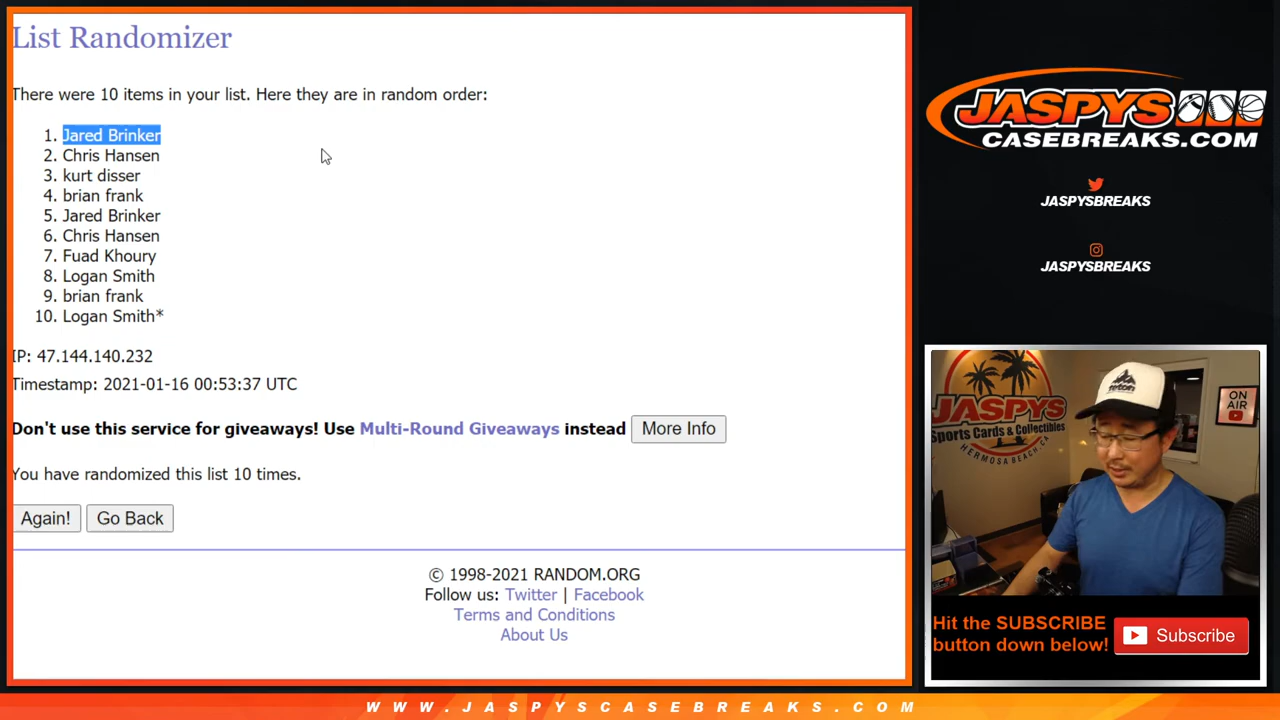 List Randomizer
There were 10 items in your list. Here they are in random order:
1. Jared Brinker
2. Chris Hansen
3. kurt disser
4. brian frank
5. Jared Brinker
6. Chris Hansen
7. Fuad Khoury
8. Logan Smith
9. brian frank
10. Logan Smith*
IP: 47.144.140.232
Timestamp: 2021-01-16 00:53:37 UTC
Don't use this service for giveaways! Use Multi-Round Giveaways instead More Info
You have randomized this list 10 times.
Again! Go Back
© 1998-2021 RANDOM.ORG
Follow us: Twitter | Facebook
Terms and Conditions
About Us
JASPYS
CASEBREAKS.COM
JASPYSBREAKS
JASPYSBREAKS
JASPYS
Sports Cards & Collectibles
HERMOSA BEACH, CA
ON
AIR
teton
Hit the SUBSCRIBE
button down below!
Subscribe
WWW.JASPYSCASEBREAKS.COM